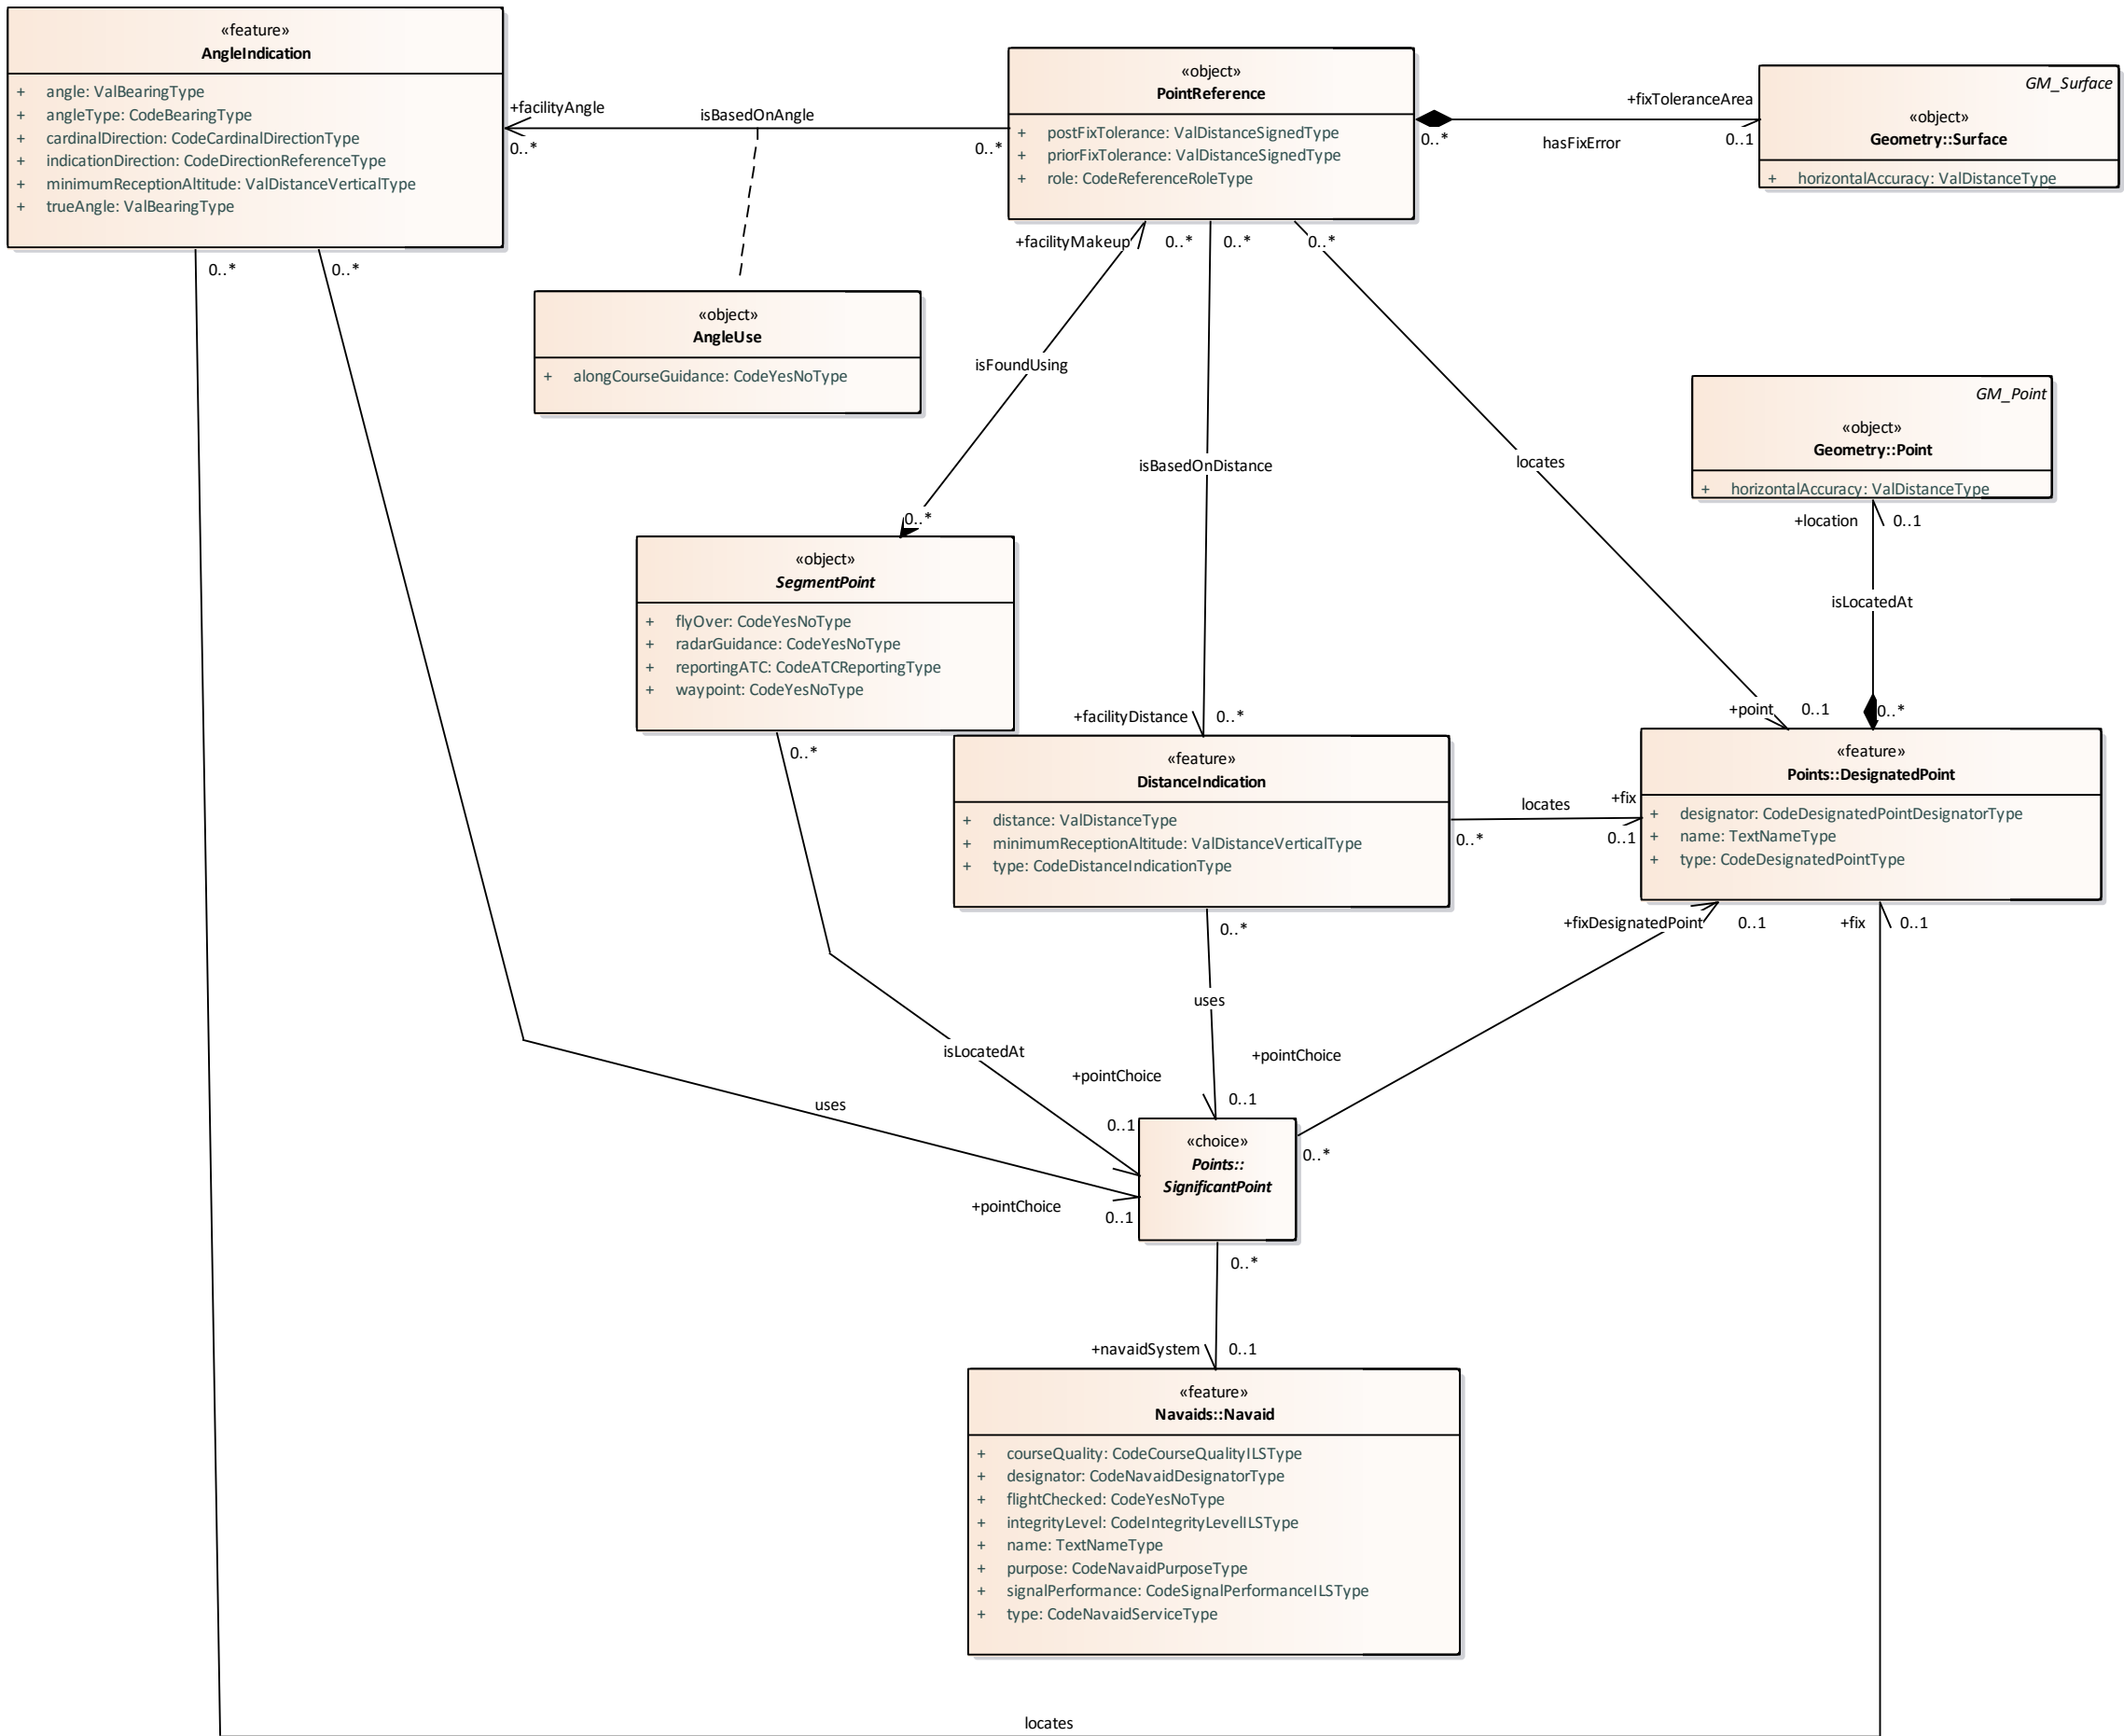 «feature»
AngleIndication
+ angle: ValBearingType
+ angleType: CodeBearingType
+ cardinalDirection: CodeCardinalDirectionType
+ indicationDirection: CodeDirectionReferenceType
+ minimumReceptionAltitude: ValDistanceVerticalType
+ trueAngle: ValBearingType
+facilityAngle
0..*
isBasedOnAngle
0..*
«object»
PointReference
+ postFixTolerance: ValDistanceSignedType
+ priorFixTolerance: ValDistanceSignedType
+ role: CodeReferenceRoleType
0..*
hasFixError
+fixToleranceArea
0..1
GM_Surface
«object»
Geometry::Surface
+ horizontalAccuracy: ValDistanceType
0..*
0..*
+facilityMakeup
0..*
0..*
0..*
«object»
AngleUse
+ alongCourseGuidance: CodeYesNoType
isFoundUsing
0..*
isBasedOnDistance
locates
GM_Point
«object»
Geometry::Point
+ horizontalAccuracy: ValDistanceType
+location
0..1
isLocatedAt
«object»
SegmentPoint
+ flyOver: CodeYesNoType
+ radarGuidance: CodeYesNoType
+ reportingATC: CodeATCReportingType
+ waypoint: CodeYesNoType
0..*
+facilityDistance
0..*
+point
0..1
0..*
«feature»
DistanceIndication
+ distance: ValDistanceType
+ minimumReceptionAltitude: ValDistanceVerticalType
+ type: CodeDistanceIndicationType
locates
+fix
0..*
0..1
«feature»
Points::DesignatedPoint
+ designator: CodeDesignatedPointDesignatorType
+ name: TextNameType
+ type: CodeDesignatedPointType
0..*
+fixDesignatedPoint
0..1
+fix
0..1
uses
isLocatedAt
+pointChoice
+pointChoice
0..1
0..1
uses
«choice»
Points::
SignificantPoint
0..*
+pointChoice
0..1
0..*
+navaidSystem
0..1
«feature»
Navaids::Navaid
+ courseQuality: CodeCourseQualityILSType
+ designator: CodeNavaidDesignatorType
+ flightChecked: CodeYesNoType
+ integrityLevel: CodeIntegrityLevelILSType
+ name: TextNameType
+ purpose: CodeNavaidPurposeType
+ signalPerformance: CodeSignalPerformanceILSType
+ type: CodeNavaidServiceType
locates